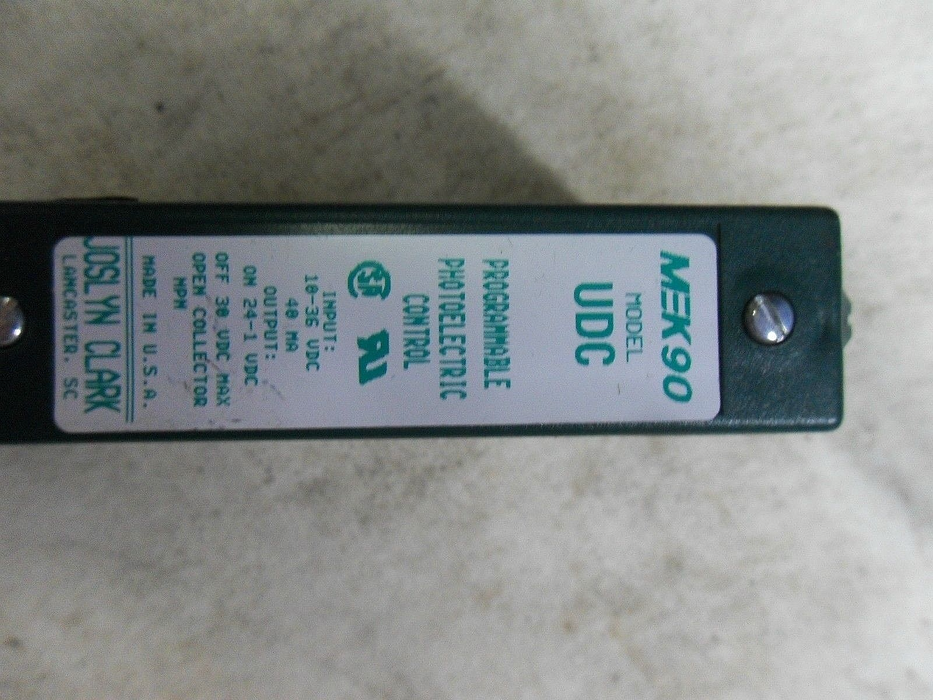 MEK90
MODEL
UDC
PROGRAMMABLE
PHOTOELECTRIC
CONTROL
INPUT:
18-36 VDC
40 MA
OUTPUT:
ON 24-1 VDC
OFF 30 VDC MAX
OPEN COLLECTOR
NPN
MADE IN U.S.A.
JOSLYN CLARK
LANCASTER, SC